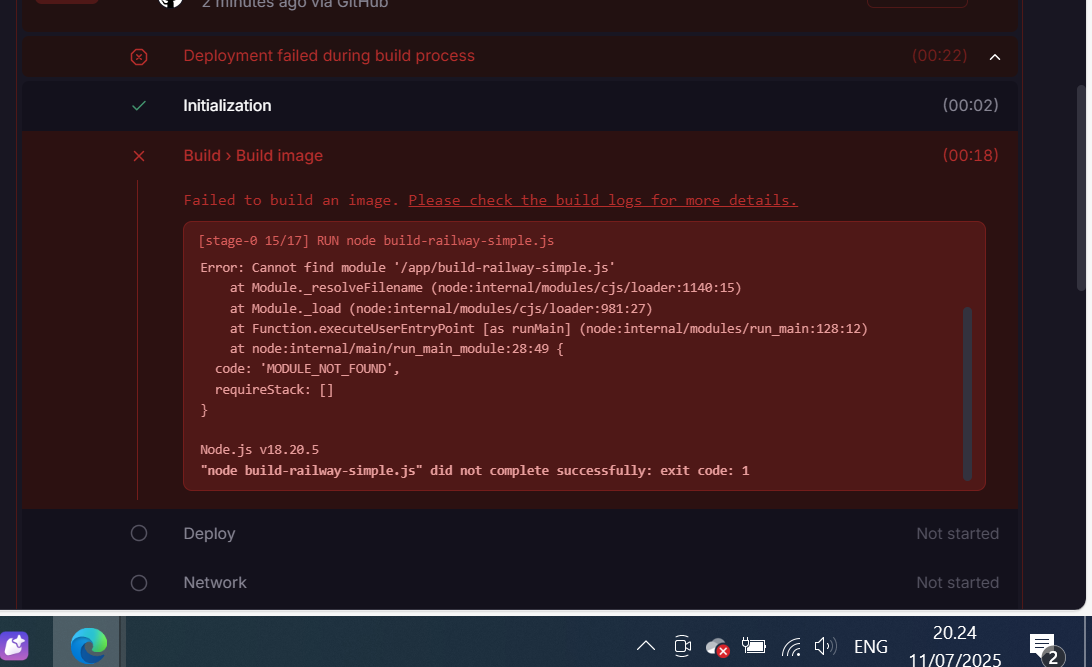 2 minutes ago via GitHub
Deployment failed during build process (00:22)
Initialization (00:02)
Build › Build image (00:18)
Failed to build an image. Please check the build logs for more details.
[stage-0 15/17] RUN node build-railway-simple.js
Error: Cannot find module '/app/build-railway-simple.js'
at Module._resolveFilename (node:internal/modules/cjs/loader:1140:15)
at Module._load (node:internal/modules/cjs/loader:981:27)
at Function.executeUserEntryPoint [as runMain] (node:internal/modules/run_main:128:12)
at node:internal/main/run_main_module:28:49 {
code: 'MODULE_NOT_FOUND',
requireStack: []
}
Node.js v18.20.5
"node build-railway-simple.js" did not complete successfully: exit code: 1
Deploy Not started
Network Not started
ENG
20.24
11/07/2025
2